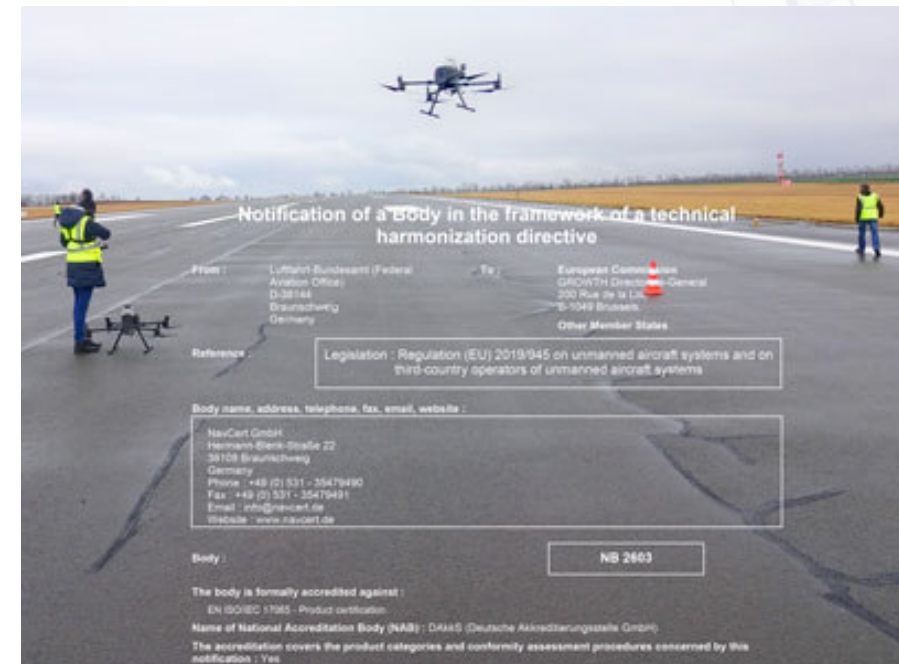 Notification of a Body in the framework of a technical
harmonization directive
From : Luftfahrt-Bundesamt (Federal To : European Commission
Aviation Office) GROWTH Directorate-General
D-38144 200 Rue de la
Braunschweig B-1049 Brussels
Germany
Other Member States
Reference :
Legislation : Regulation (EU) 2019/945 on unmanned aircraft systems and on
third-country operators of unmanned aircraft systems
Body name, address, telephone, fax, email, website :
NavCert GmbH
Hermann-Blenk-Straße 22
38108 Braunschweig
Germany
Phone : +49 (0) 531 - 35479490
Fax : +49 (0) 531 - 35479491
Email : info@navcert.de
Website : www.navcert.de
Body : NB 2603
The body is formally accredited against :
EN ISO/IEC 17065 - Product certification
Name of National Accreditation Body (NAB) : DAkkS (Deutsche Akkreditierungsstelle GmbH)
The accreditation covers the product categories and conformity assessment procedures concerned by this
notification : Yes